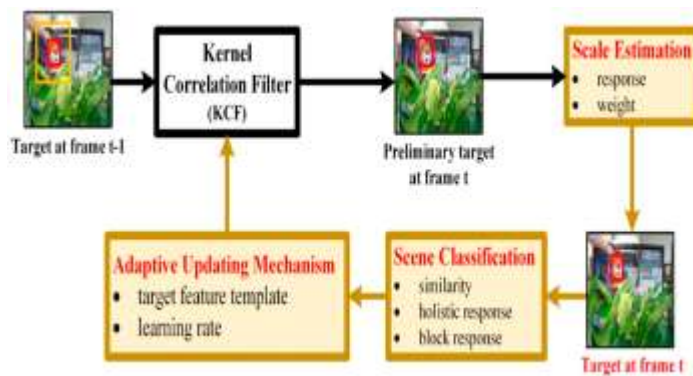 Target at frame t-1
Kernel
Correlation Filter
(KCF)
Preliminary target
at frame t
Scale Estimation
• response
• weight
Target at frame t
Scene Classification
• similarity
• holistic response
• block response
Adaptive Updating Mechanism
• target feature template
• learning rate